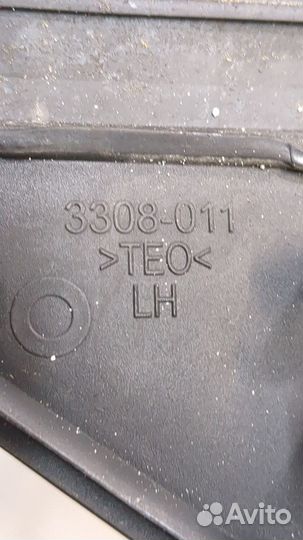 3308-011
>TEO<
LH
Avito